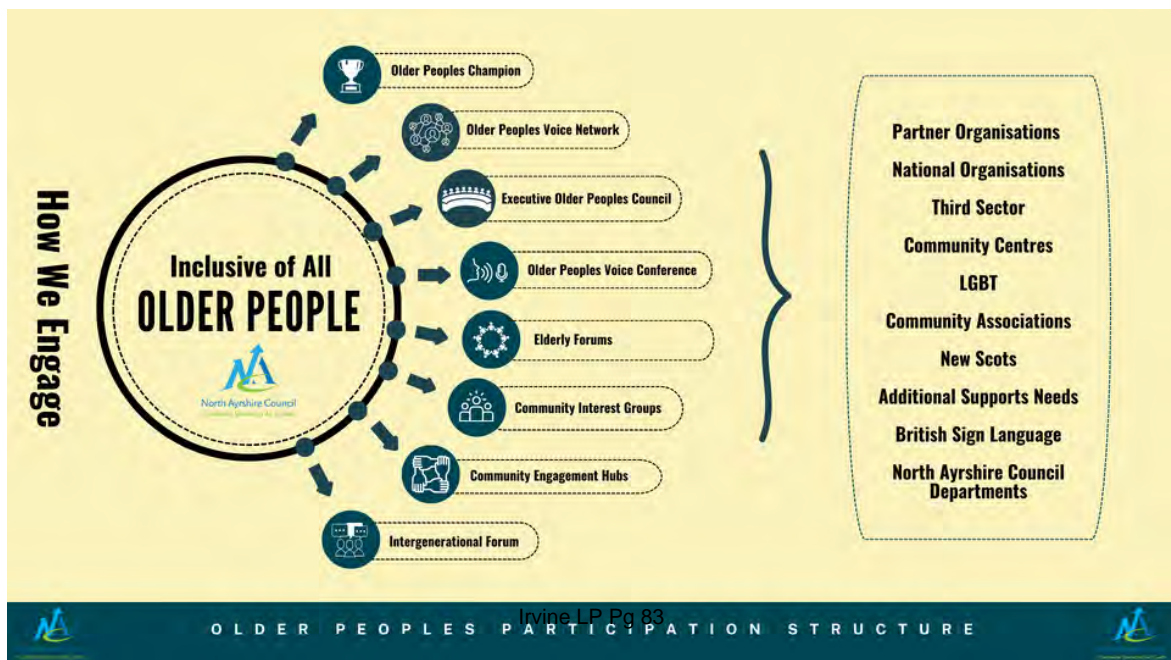 How We Engage
Inclusive of All
OLDER PEOPLE
North Ayrshire Council
Older Peoples Champion
Older Peoples Voice Network
Executive Older Peoples Council
Older Peoples Voice Conference
Elderly Forums
Community Interest Groups
Community Engagement Hubs
Intergenerational Forum
Partner Organisations
National Organisations
Third Sector
Community Centres
LGBT
Community Associations
New Scots
Additional Supports Needs
British Sign Language
North Ayrshire Council
Departments
Irvine LP Pg 83
OLDER PEOPLES PARTICIPATION STRUCTURE